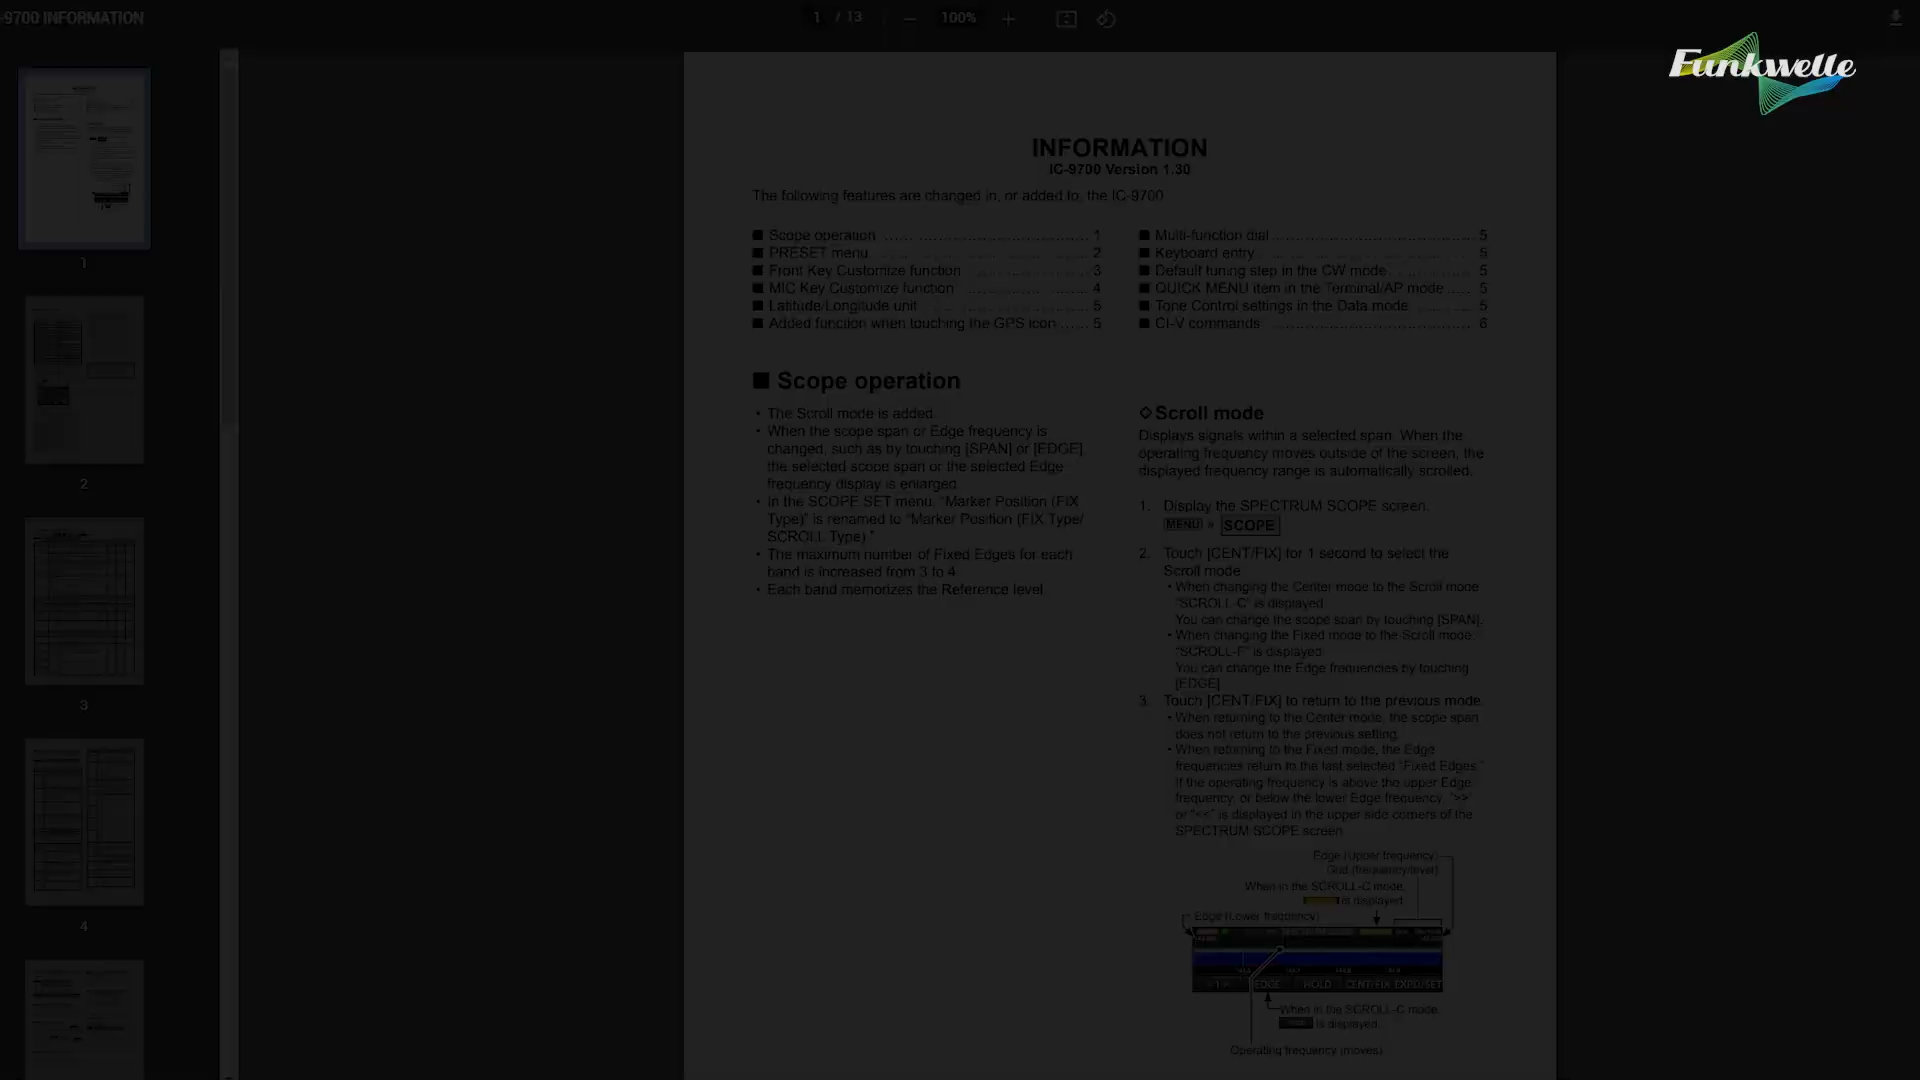 -9700 INFORMATION
1 / 13
100%
Funkwelle
INFORMATION
IC-9700 Version 1.30
The following features are changed in, or added to, the IC-9700.
■ Scope operation 1
■ PRESET menu 2
■ Front Key Customize function 3
■ MIC Key Customize function 4
■ Latitude/Longitude unit 5
■ Added function when touching the GPS icon 5
■ Multi-function dial 5
■ Keyboard entry 5
■ Default tuning step in the CW mode 5
■ QUICK MENU item in the Terminal/AP mode 5
■ Tone Control settings in the Data mode 5
■ CI-V commands 6
■ Scope operation
• The Scroll mode is added.
• When the scope span or Edge frequency is
changed, such as by touching [SPAN] or [EDGE],
the selected scope span or the selected Edge
frequency display is enlarged.
• In the SCOPE SET menu, “Marker Position (FIX
Type)” is renamed to “Marker Position (FIX Type/
SCROLL Type).”
• The maximum number of Fixed Edges for each
band is increased from 3 to 4.
• Each band memorizes the Reference level.
◇Scroll mode
Displays signals within a selected span. When the
operating frequency moves outside of the screen, the
displayed frequency range is automatically scrolled.
1. Display the SPECTRUM SCOPE screen.
MENU » SCOPE
2. Touch [CENT/FIX] for 1 second to select the
Scroll mode.
• When changing the Center mode to the Scroll mode,
“SCROLL-C” is displayed.
You can change the scope span by touching [SPAN].
• When changing the Fixed mode to the Scroll mode,
“SCROLL-F” is displayed.
You can change the Edge frequencies by touching
[EDGE].
3. Touch [CENT/FIX] to return to the previous mode.
• When returning to the Center mode, the scope span
does not return to the previous setting.
• When returning to the Fixed mode, the Edge
frequencies return to the last selected “Fixed Edges.”
If the operating frequency is above the upper Edge
frequency, or below the lower Edge frequency, “>>”
or “<<” is displayed in the upper side corners of the
SPECTRUM SCOPE screen.
Edge (Upper frequency)
Grid (frequency/level)
When in the SCROLL-C mode,
is displayed.
Edge (Lower frequency)
EDGE HOLD CENT/FIX EXPD/SET
When in the SCROLL-C mode,
is displayed.
Operating frequency (moves)
1
2
3
4